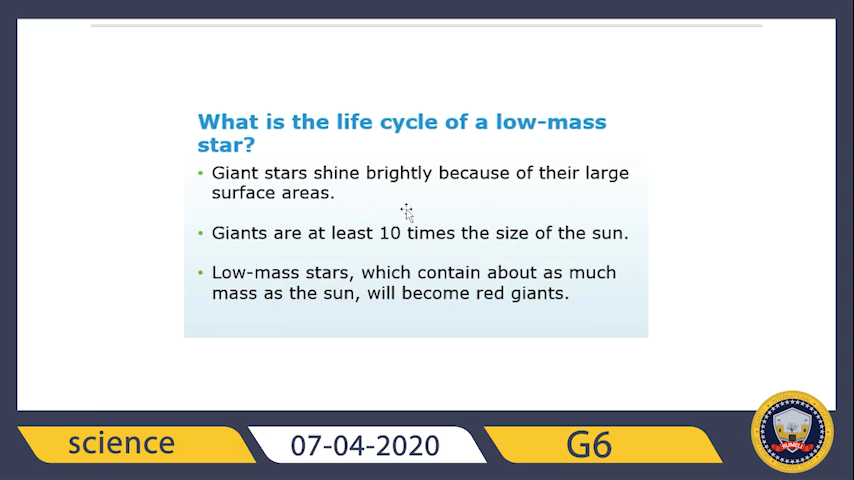 What is the life cycle of a low-mass
star?
• Giant stars shine brightly because of their large
surface areas.
• Giants are at least 10 times the size of the sun.
• Low-mass stars, which contain about as much
mass as the sun, will become red giants.
science
07-04-2020
G6